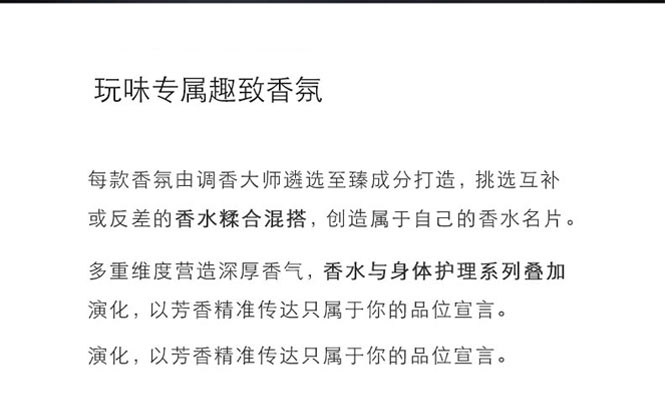 玩味专属趣致香氛
每款香氛由调香大师遴选至臻成分打造，挑选互补
或反差的香水糅合混搭，创造属于自己的香水名片。
多重维度营造深厚香气，香水与身体护理系列叠加
演化，以芳香精准传达只属于你的品位宣言。
演化，以芳香精准传达只属于你的品位宣言。